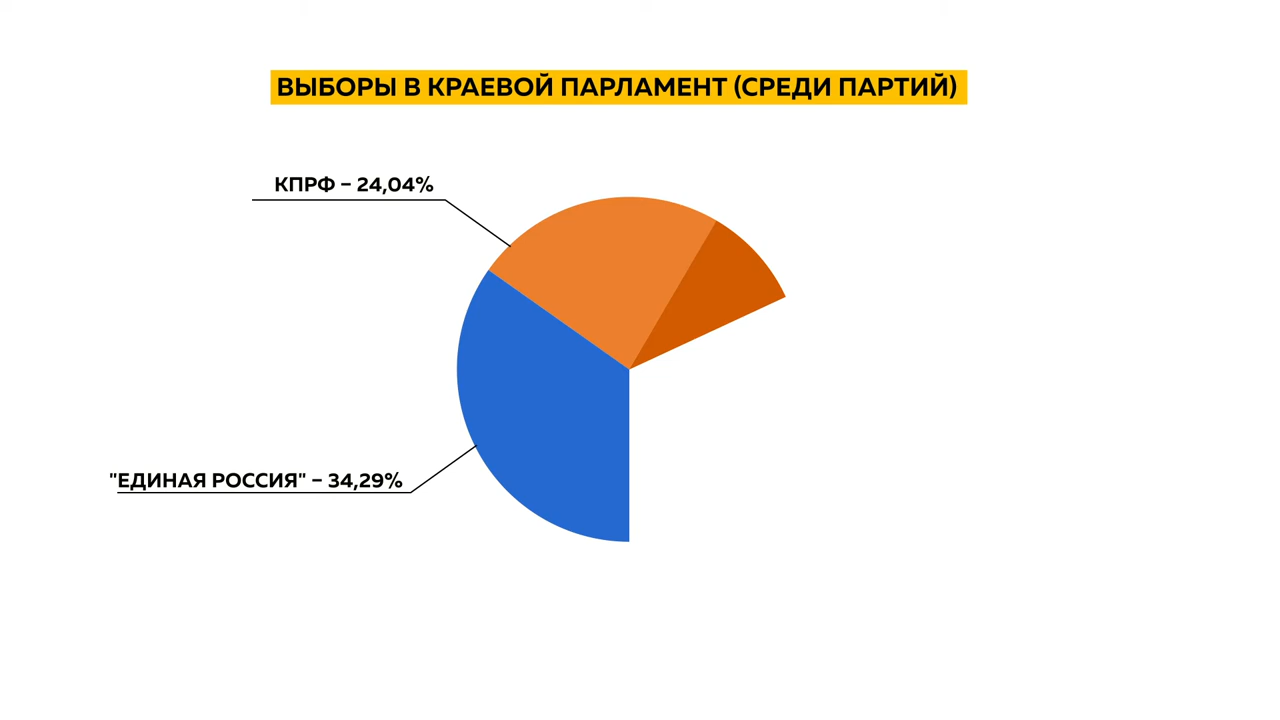 ВЫБОРЫ В КРАЕВОЙ ПАРЛАМЕНТ (СРЕДИ ПАРТИЙ)
КПРФ – 24,04%
"ЕДИНАЯ РОССИЯ" – 34,29%